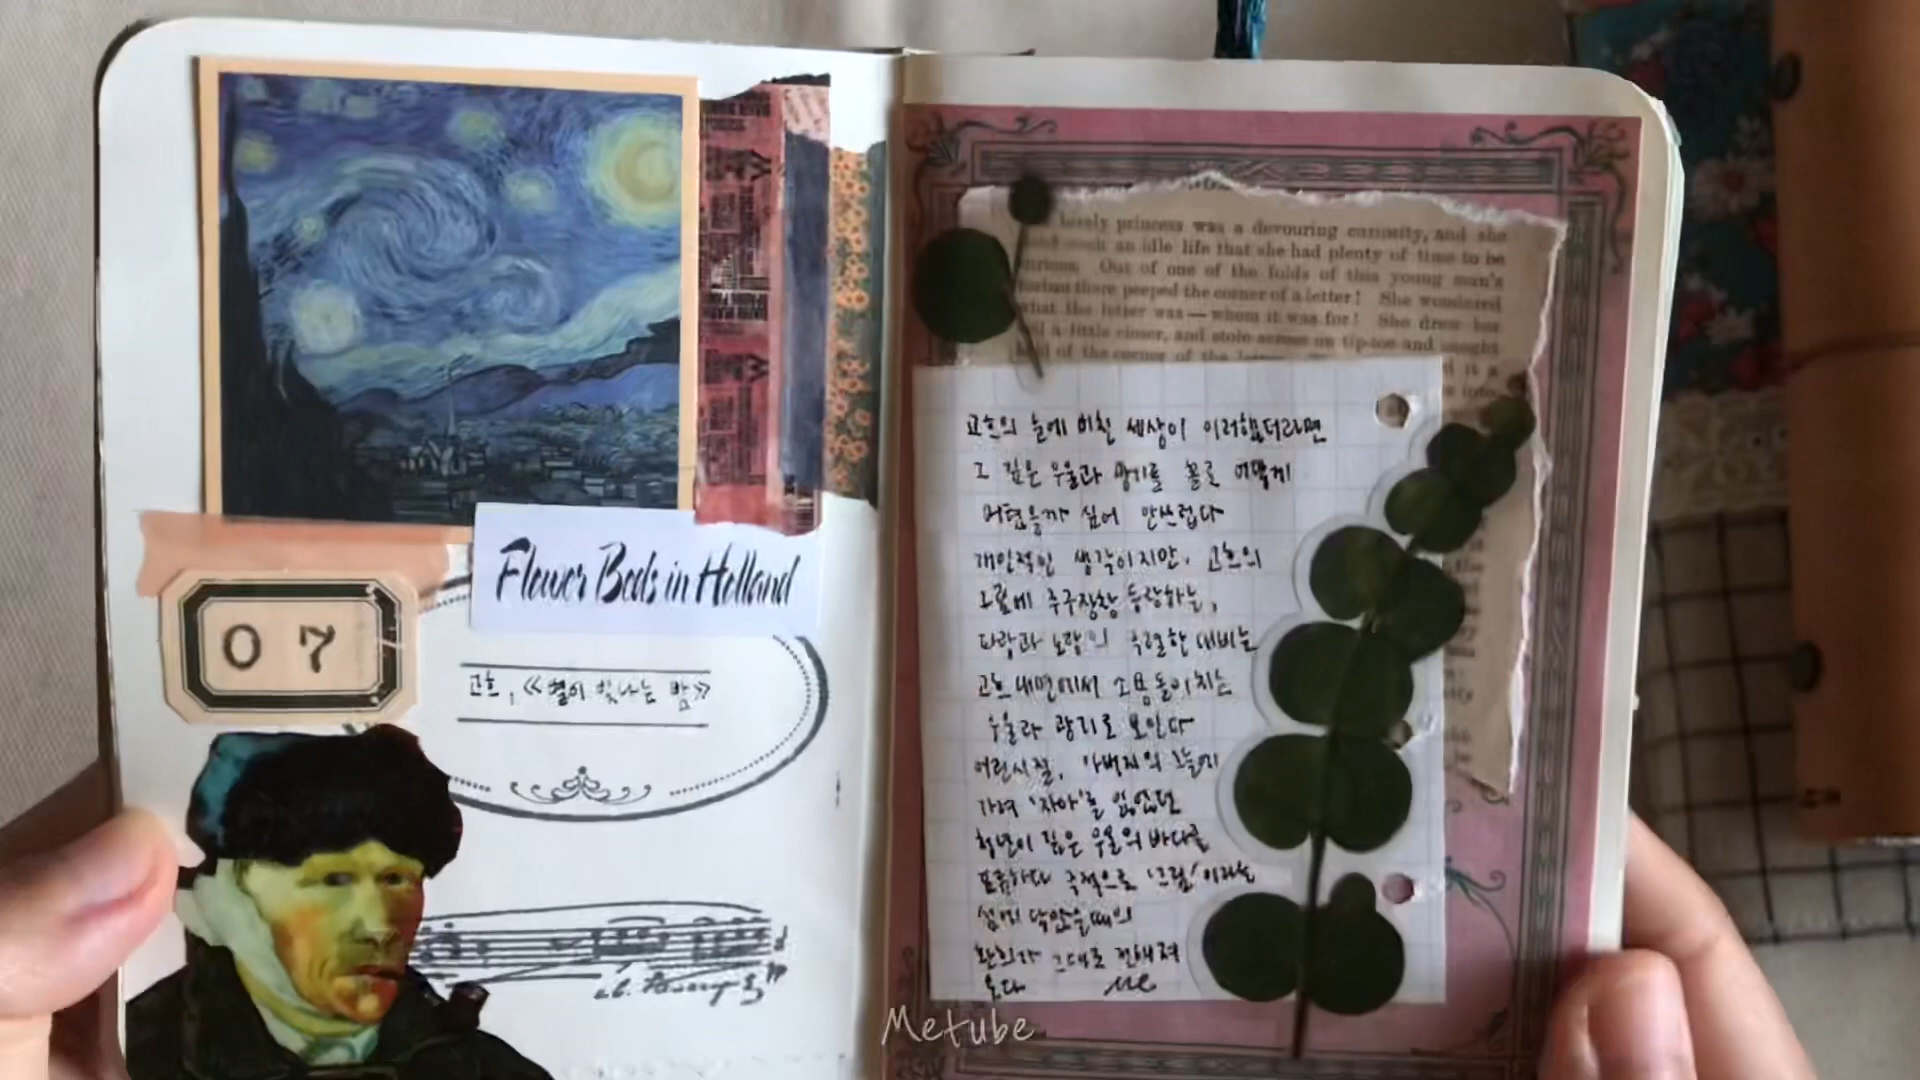 Flower Beds in Holland
07
고흐, 《별이 빛나는 밤》
lovely princess was a devouring curiosity, and she
such an idle life that she had plenty of time to be
Out of one of the folds of this young man's
there peeped the corner of a letter! She wondered
what the letter was — whom it was for! She drew
a little closer, and stole across on tip-toe and caught
of the corner of the
고흐의 눈에 비친 세상이 이러했더라면
그 깊은 우울과 광기를 홀로 어떻게
버텼을까 싶어 안쓰럽다
개인적인 생각이지만, 고흐의
그림에 주구장창 등장하는,
파랑과 노랑의 극렬한 대비는
고흐 내면에서 소용돌이치는
우울과 광기로 보인다
어린시절, 아버지의 그늘에
가려 '자아'를 잃었던
청년이 깊은 우울의 바다를
표류하다 극적으로 '그림'이라는
섬에 닿았을때의
환희가 그대로 전해져
온다
me
Metube